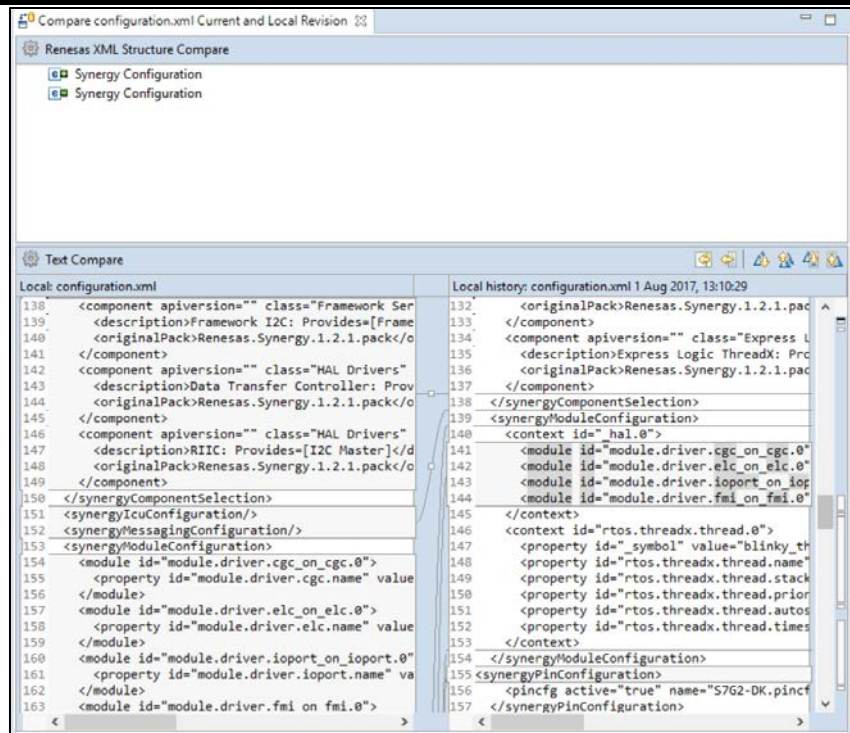 Compare configuration.xml Current and Local Revision
Renesas XML Structure Compare
Synergy Configuration
Synergy Configuration
Text Compare
Local: configuration.xml
138 <component apiversion="" class="Framework Ser
139 <description>Framework I2C: Provides=[Frame
140 <originalPack>Renesas.Synergy.1.2.1.pack</o
141 </component>
142 <component apiversion="" class="HAL Drivers"
143 <description>Data Transfer Controller: Prov
144 <originalPack>Renesas.Synergy.1.2.1.pack</o
145 </component>
146 <component apiversion="" class="HAL Drivers"
147 <description>RIIC: Provides=[I2C Master]</d
148 <originalPack>Renesas.Synergy.1.2.1.pack</o
149 </component>
150 </synergyComponentSelection>
151 <synergyIcuConfiguration/>
152 <synergyMessagingConfiguration/>
153 <synergyModuleConfiguration>
154 <module id="module.driver.cgc_on_cgc.0">
155 <property id="module.driver.cgc.name" value
156 </module>
157 <module id="module.driver.elc_on_elc.0">
158 <property id="module.driver.elc.name" value
159 </module>
160 <module id="module.driver.ioport_on_ioport.0"
161 <property id="module.driver.ioport.name" va
162 </module>
163 <module id="module.driver.fmi_on_fmi.0">
Local history: configuration.xml 1 Aug 2017, 13:10:29
132 <originalPack>Renesas.Synergy.1.2.1.pac
133 </component>
134 <component apiversion="" class="Express L
135 <description>Express Logic ThreadX: Pro
136 <originalPack>Renesas.Synergy.1.2.1.pac
137 </component>
138 </synergyComponentSelection>
139 <synergyModuleConfiguration>
140 <context id="_hal.0">
141 <module id="module.driver.cgc_on_cgc.0"
142 <module id="module.driver.elc_on_elc.0"
143 <module id="module.driver.ioport_on_iop
144 <module id="module.driver.fmi_on_fmi.0"
145 </context>
146 <context id="rtos.threadx.thread.0">
147 <property id="_symbol" value="blinky_th
148 <property id="rtos.threadx.thread.name"
149 <property id="rtos.threadx.thread.stack
150 <property id="rtos.threadx.thread.prior
151 <property id="rtos.threadx.thread.autos
152 <property id="rtos.threadx.thread.times
153 </context>
154 </synergyModuleConfiguration>
155 <synergyPinConfiguration>
156 <pincfg active="true" name="S7G2-DK.pincf
157 </synergyPinConfiguration>